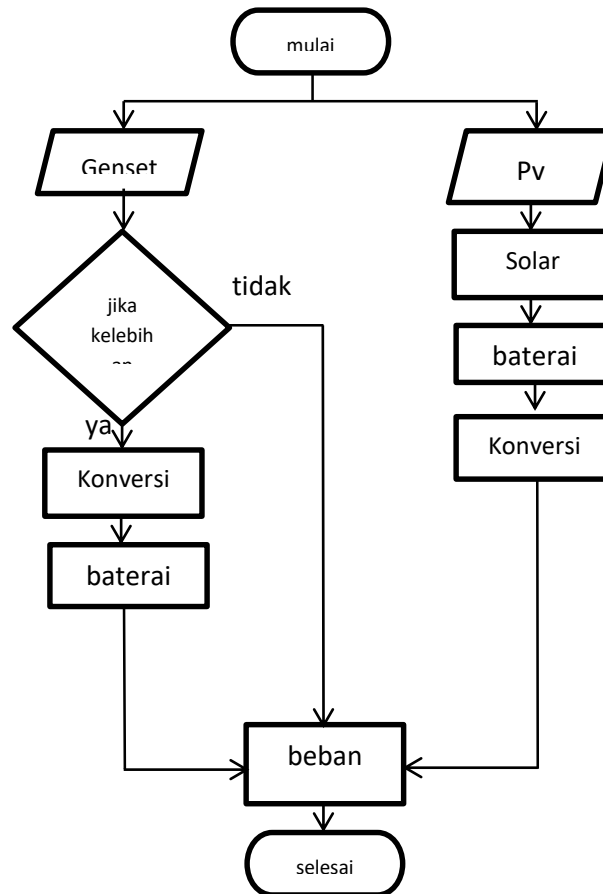 mulai
Genset
Pv
Solar
jika
kelebih
tidak
baterai
ya
Konversi
Konversi
baterai
beban
selesai